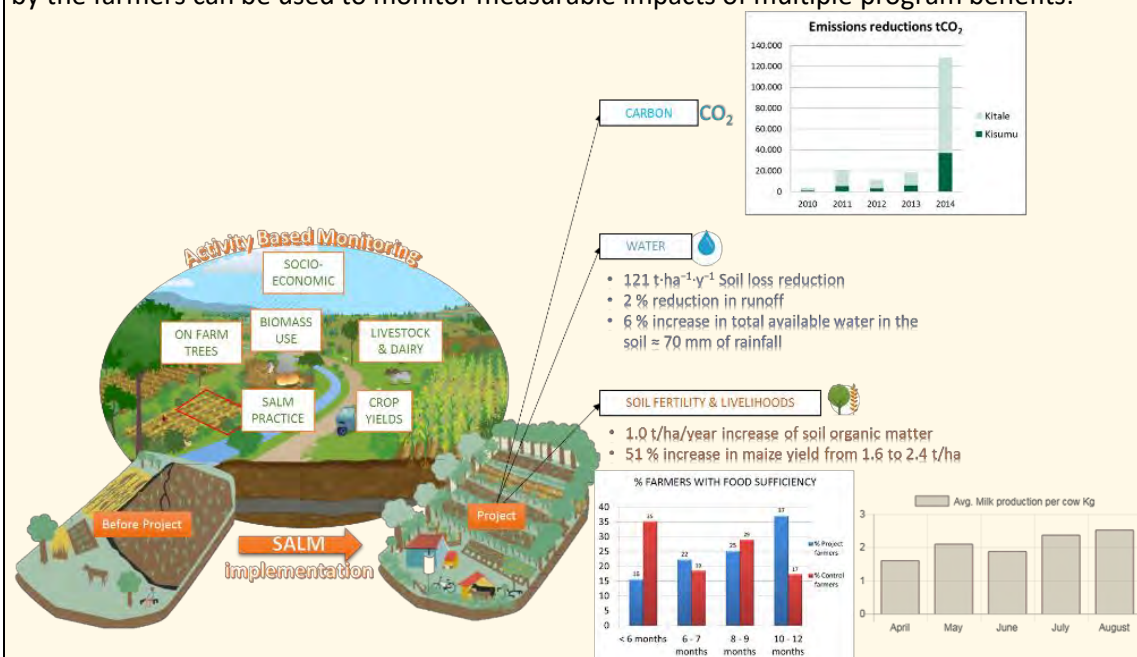 by the farmers can be used to monitor measurable impacts of multiple program benefits.
Emissions reductions tCO₂
140.000
120.000
100.000
80.000
60.000
40.000
20.000
0
2010 2011 2012 2013 2014
Kitale
Kisumu
CARBON CO₂
Activity Based Monitoring
SOCIO-
ECONOMIC
ON FARM
TREES
BIOMASS
USE
LIVESTOCK
& DAIRY
SALM
PRACTICE
CROP
YIELDS
Before Project
SALM
implementation
Project
WATER
• 121 t·ha⁻¹·y⁻¹ Soil loss reduction
• 2 % reduction in runoff
• 6 % increase in total available water in the
soil ≈ 70 mm of rainfall
SOIL FERTILITY & LIVELIHOODS
• 1.0 t/ha/year increase of soil organic matter
• 51 % increase in maize yield from 1.6 to 2.4 t/ha
% FARMERS WITH FOOD SUFFICIENCY
40
35
30
25
20
15
10
5
0
35
22
25
29
37
17
< 6 months
6 - 7
months
8 - 9
months
10 - 12
months
% Project
farmers
% Control
farmers
Avg. Milk production per cow Kg
3
2
1
0
April May June July August